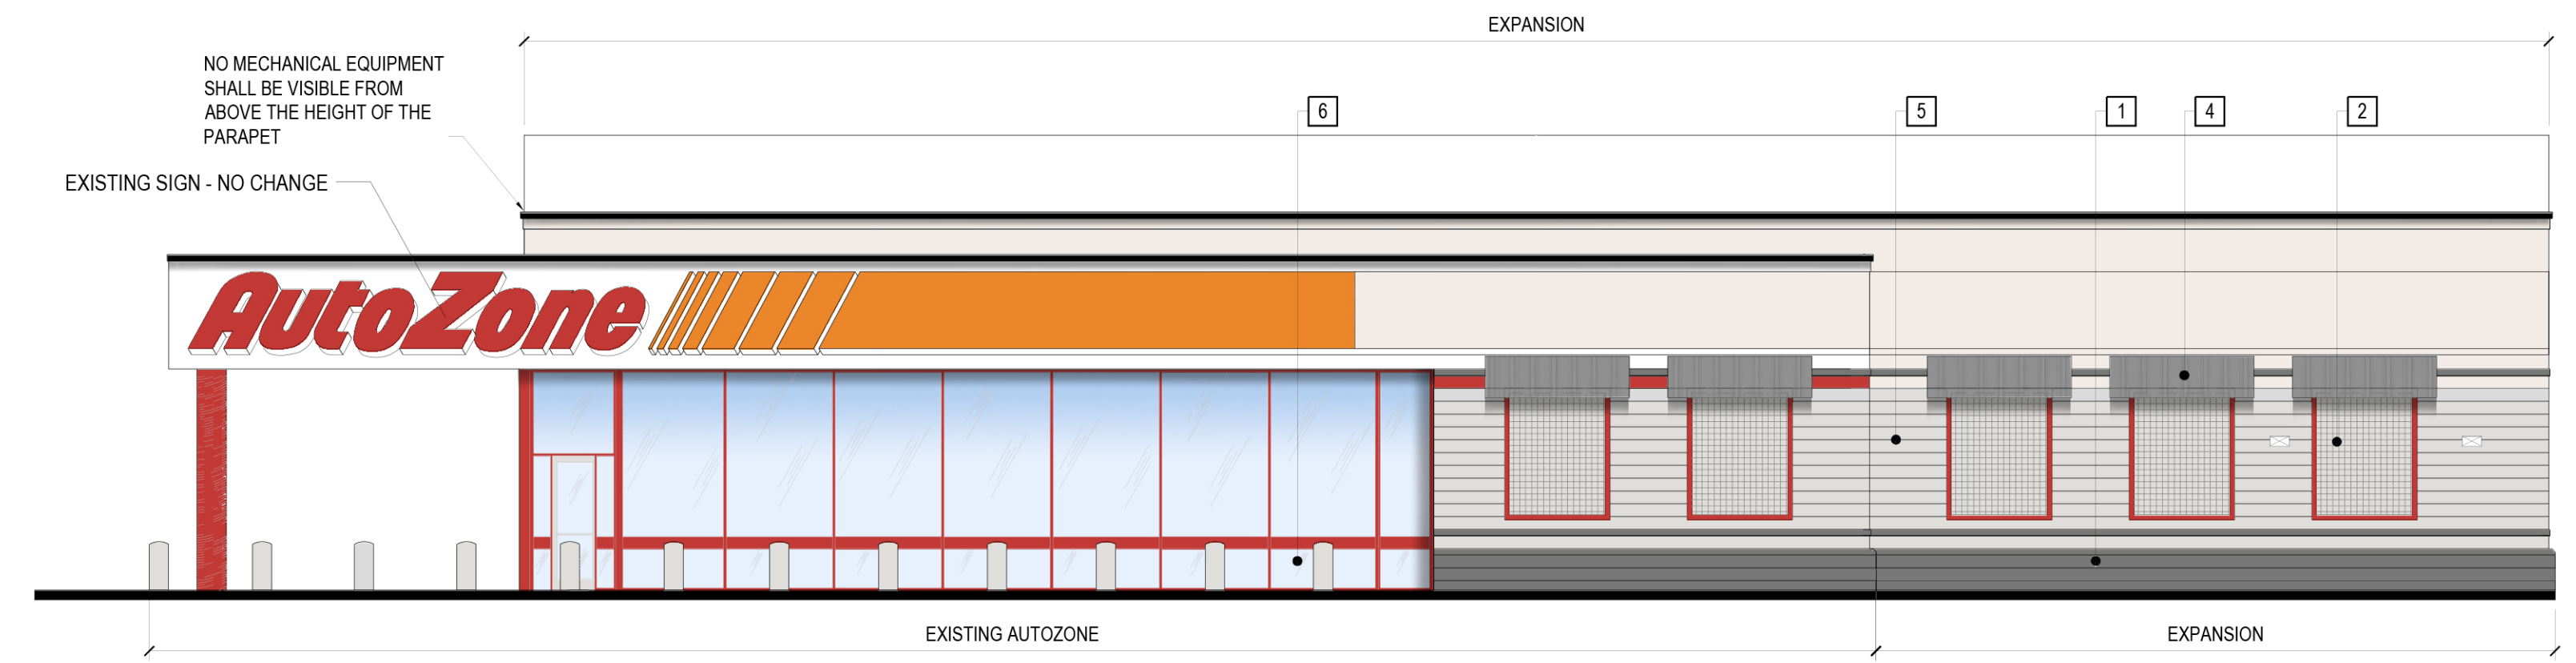 EXPANSION
NO MECHANICAL EQUIPMENT
SHALL BE VISIBLE FROM
ABOVE THE HEIGHT OF THE
PARAPET
6
5
1
4
2
EXISTING SIGN - NO CHANGE
AutoZone
EXISTING AUTOZONE
EXPANSION